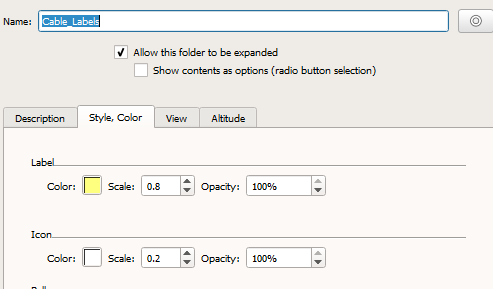 Name: Cable_Labels
Allow this folder to be expanded
Show contents as options (radio button selection)
Description Style, Color View Altitude
Label
Color: Scale: 0.8 Opacity: 100%
Icon
Color: Scale: 0.2 Opacity: 100%